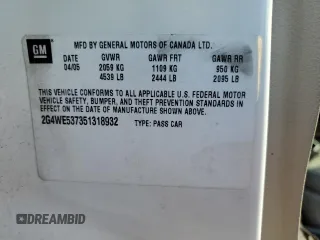 GM
MFD BY GENERAL MOTORS OF CANADA LTD.
DATE GVWR GAWR FRT GAWR RR
04/05 2059 KG 1109 KG 950 KG
4539 LB 2444 LB 2095 LB
THIS VEHICLE CONFORMS TO ALL APPLICABLE U.S. FEDERAL MOTOR
VEHICLE SAFETY, BUMPER, AND THEFT PREVENTION STANDARDS IN
EFFECT ON THE DATE OF MANUFACTURE SHOWN ABOVE.
2G4WE537351318932 TYPE: PASS CAR
DREAMBID